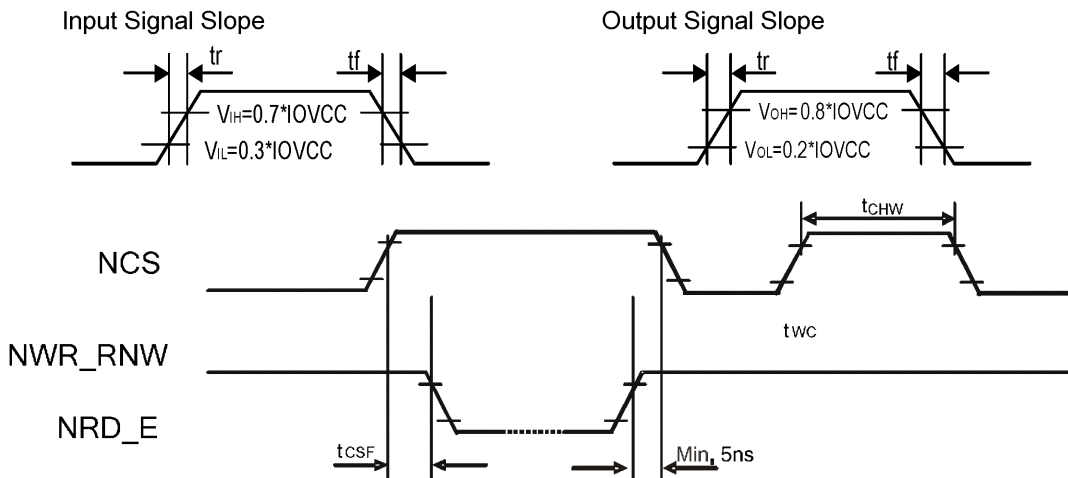 Input Signal Slope
Output Signal Slope
tr
tf
tr
tf
VIH=0.7*IOVCC
VOH=0.8*IOVCC
VIL=0.3*IOVCC
VOL=0.2*IOVCC
tCHW
NCS
tWC
NWR_RNW
NRD_E
tCSF
Min. 5ns